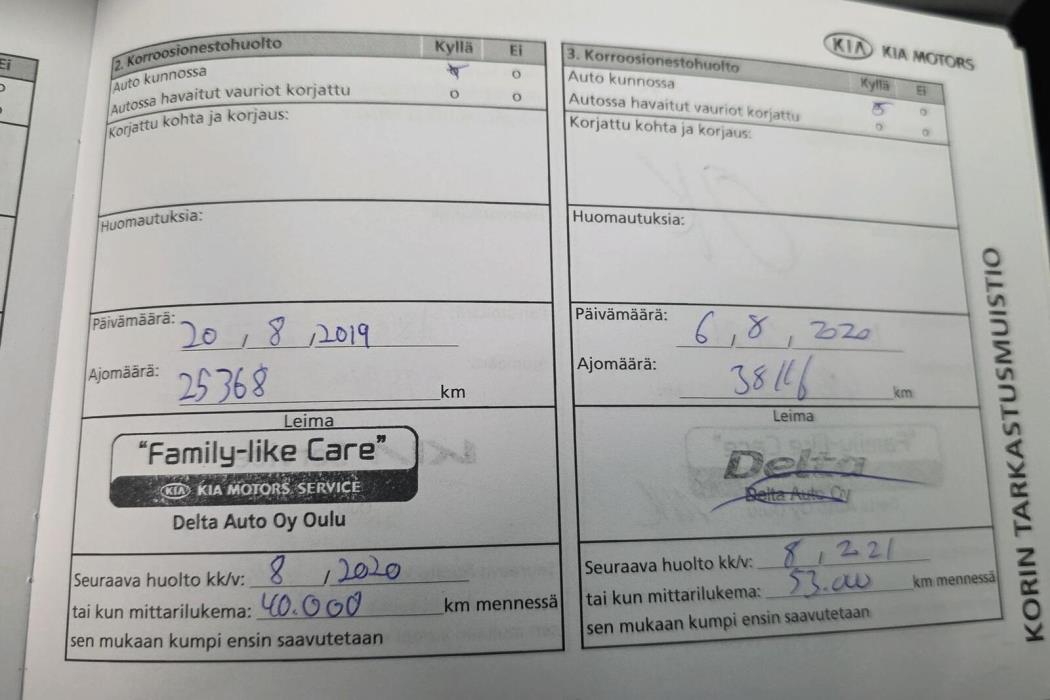 Ei
2. Korroosionestohuolto Kyllä Ei
Auto kunnossa o
Autossa havaitut vauriot korjattu o o
Korjattu kohta ja korjaus:
Huomautuksia:
Päivämäärä: 20 , 8 , 2019
Ajomäärä: 25368 km
Leima
"Family-like Care"
KIA KIA MOTORS SERVICE
Delta Auto Oy Oulu
Seuraava huolto kk/v: 8 , 2020
tai kun mittarilukema: 40.000 km mennessä
sen mukaan kumpi ensin saavutetaan
KIA KIA MOTORS
3. Korroosionestohuolto Kyllä Ei
Auto kunnossa o
Autossa havaitut vauriot korjattu o o
Korjattu kohta ja korjaus:
Huomautuksia:
Päivämäärä: 6 , 8 , 2020
Ajomäärä: km
Leima
Delta
Delta Auto Oy
Seuraava huolto kk/v: 8 , 221
tai kun mittarilukema: 53.000 km mennessä
sen mukaan kumpi ensin saavutetaan
KORIN TARKASTUSMUISTIO